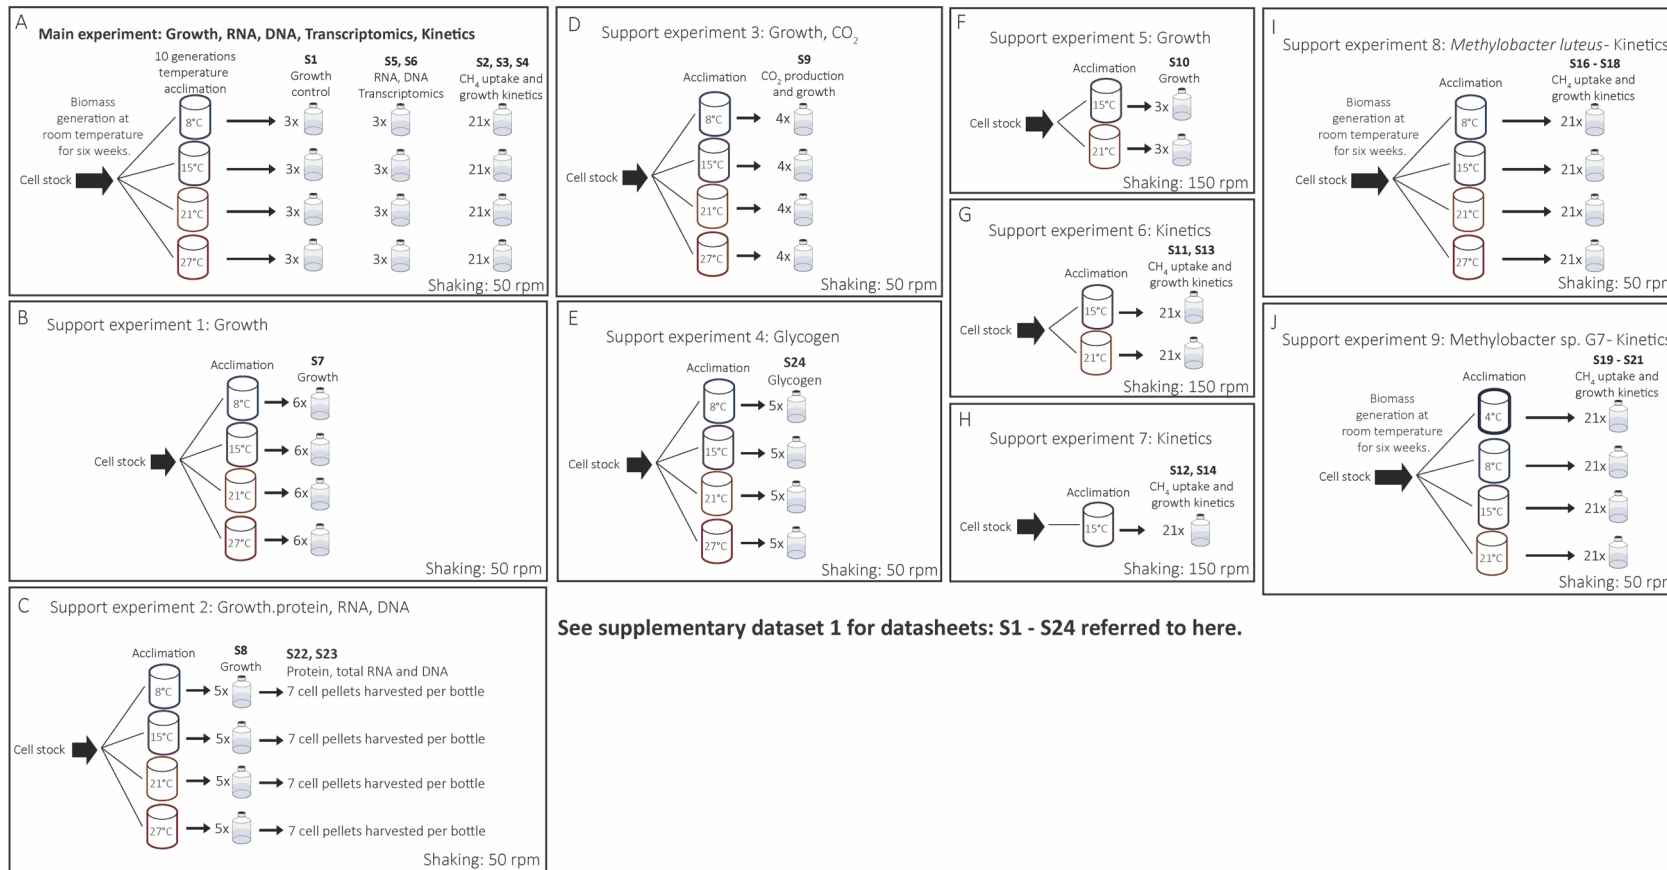 A
Main experiment: Growth, RNA, DNA, Transcriptomics, Kinetics
10 generations
temperature
acclimation
S1
Growth
control
S5, S6
RNA, DNA
Transcriptomics
S2, S3, S4
CH4 uptake and
growth kinetics
Biomass
generation at
room temperature
for six weeks.
Cell stock
8°C
3x
3x
21x
15°C
3x
3x
21x
21°C
3x
3x
21x
27°C
3x
3x
21x
Shaking: 50 rpm
B
Support experiment 1: Growth
Acclimation
S7
Growth
Cell stock
8°C
6x
15°C
6x
21°C
6x
27°C
6x
Shaking: 50 rpm
C
Support experiment 2: Growth.protein, RNA, DNA
Acclimation
S8
Growth
S22, S23
Protein, total RNA and DNA
Cell stock
8°C
5x
7 cell pellets harvested per bottle
15°C
5x
7 cell pellets harvested per bottle
21°C
5x
7 cell pellets harvested per bottle
27°C
5x
7 cell pellets harvested per bottle
Shaking: 50 rpm
D
Support experiment 3: Growth, CO2
Acclimation
S9
CO2 production
and growth
Cell stock
8°C
4x
15°C
4x
21°C
4x
27°C
4x
Shaking: 50 rpm
E
Support experiment 4: Glycogen
Acclimation
S24
Glycogen
Cell stock
8°C
5x
15°C
5x
21°C
5x
27°C
5x
Shaking: 50 rpm
F
Support experiment 5: Growth
Acclimation
S10
Growth
Cell stock
15°C
3x
21°C
3x
Shaking: 150 rpm
G
Support experiment 6: Kinetics
Acclimation
S11, S13
CH4 uptake and
growth kinetics
Cell stock
15°C
21x
21°C
21x
Shaking: 150 rpm
H
Support experiment 7: Kinetics
Acclimation
S12, S14
CH4 uptake and
growth kinetics
Cell stock
15°C
21x
Shaking: 150 rpm
I
Support experiment 8: Methylobacter luteus - Kinetics
Acclimation
S16 - S18
CH4 uptake and
growth kinetics
Biomass
generation at
room temperature
for six weeks.
Cell stock
8°C
21x
15°C
21x
21°C
21x
27°C
21x
Shaking: 50 rpm
J
Support experiment 9: Methylobacter sp. G7 - Kinetics
Acclimation
S19 - S21
CH4 uptake and
growth kinetics
Biomass
generation at
room temperature
for six weeks.
Cell stock
4°C
21x
8°C
21x
15°C
21x
21°C
21x
Shaking: 50 rpm
See supplementary dataset 1 for datasheets: S1 - S24 referred to here.